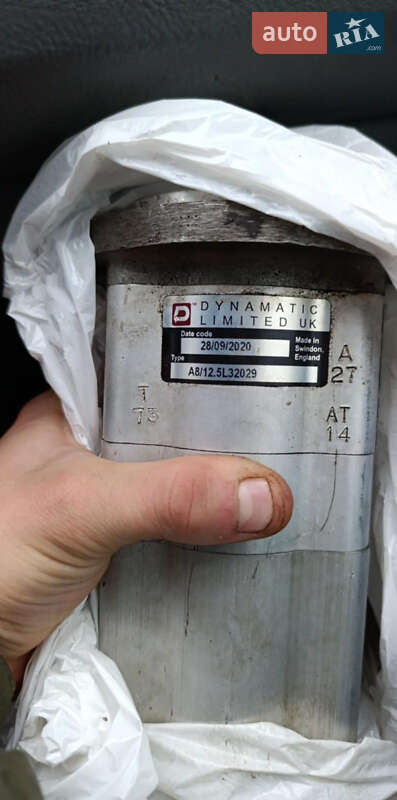 auto RIA
.com
DYNAMATIC
LIMITED UK
Date code
28/09/2020
Made in
Swindon,
England
Type
A8/12.5L32029
A
27
T
73
AT
14